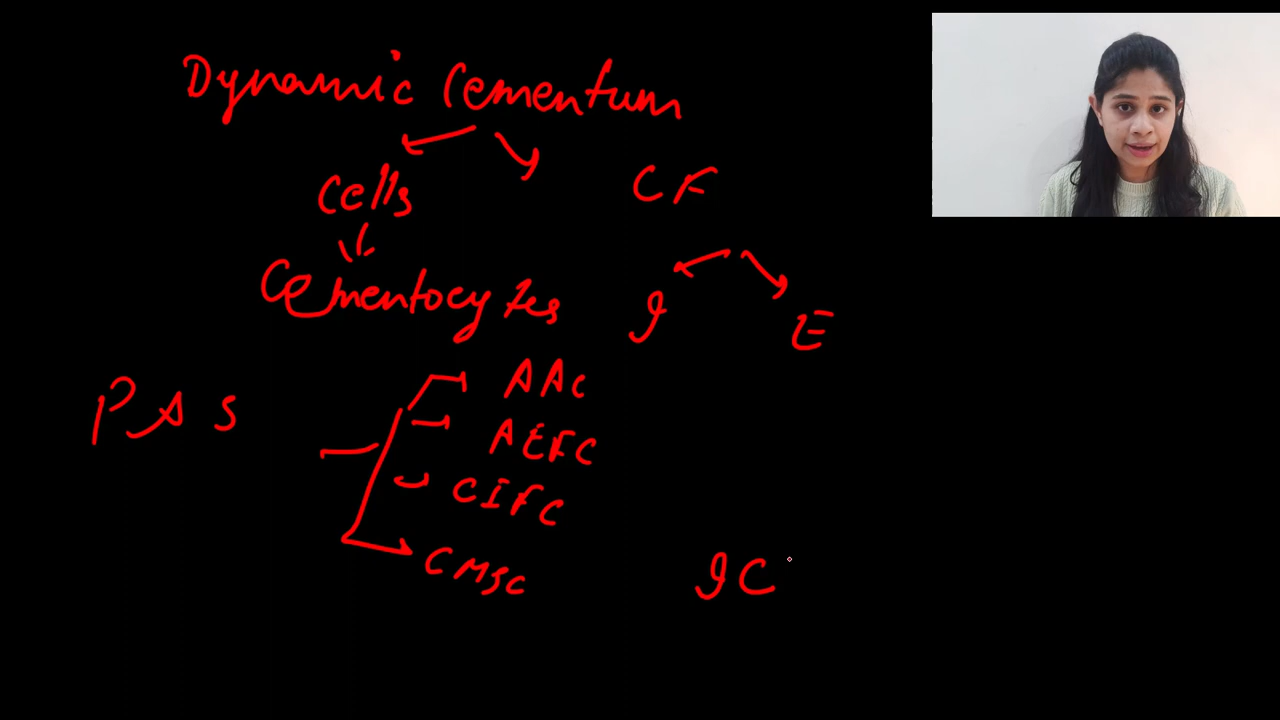 Dynamic Cementum
Cells
CF
Cementocytes
I
E
PAS
AAC
AEFC
CIFC
CMSC
IC